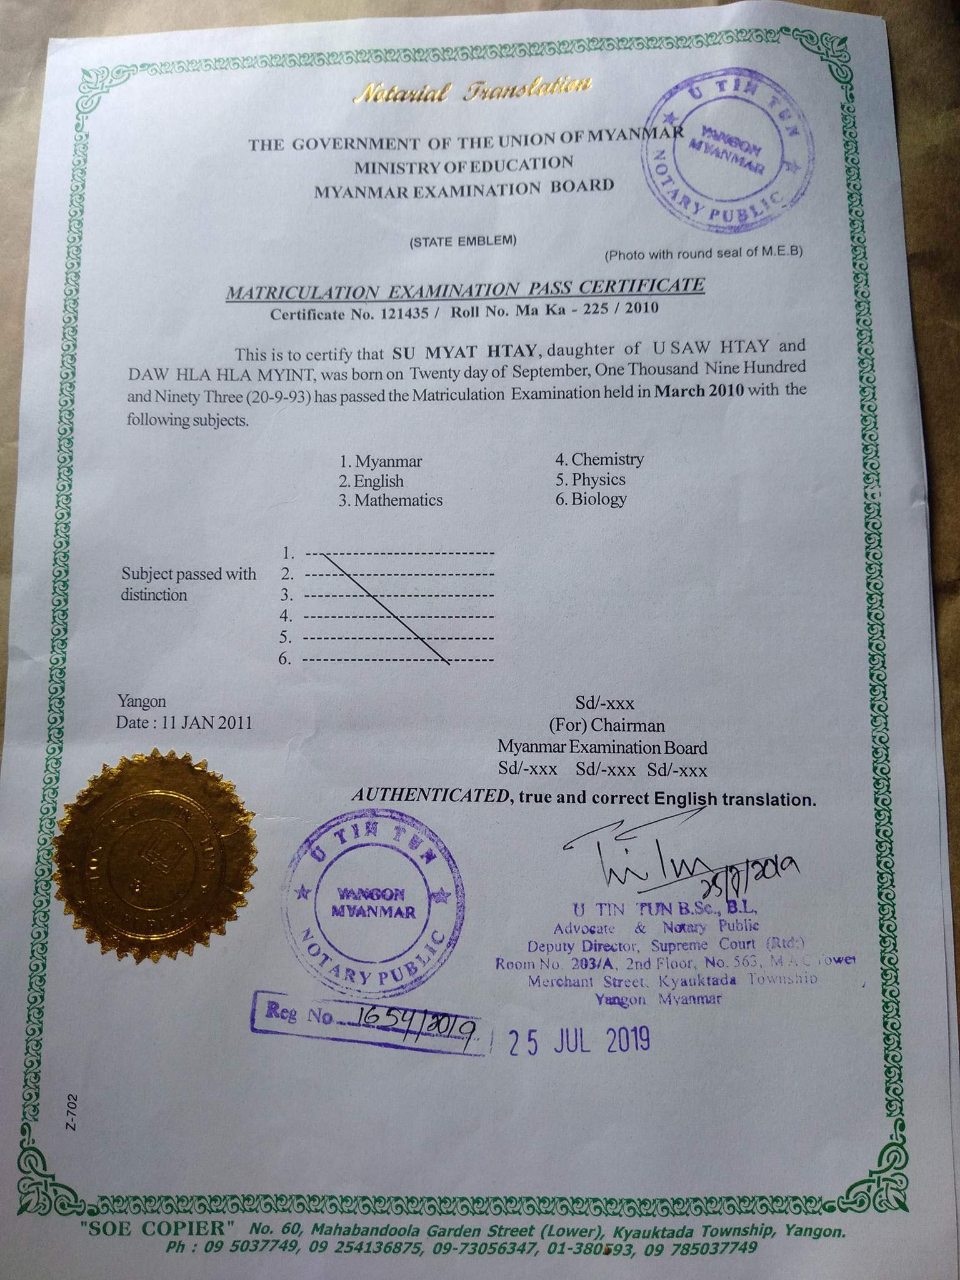 Notarial Translation
THE GOVERNMENT OF THE UNION OF MYANMAR
MINISTRY OF EDUCATION
MYANMAR EXAMINATION BOARD
U TIN TUN
YANGON
MYANMAR
NOTARY PUBLIC
(STATE EMBLEM)
(Photo with round seal of M.E.B)
MATRICULATION EXAMINATION PASS CERTIFICATE
Certificate No. 121435 / Roll No. Ma Ka - 225 / 2010
This is to certify that SU MYAT HTAY, daughter of U SAW HTAY and
DAW HLA HLA MYINT, was born on Twenty day of September, One Thousand Nine Hundred
and Ninety Three (20-9-93) has passed the Matriculation Examination held in March 2010 with the
following subjects.
1. Myanmar
2. English
3. Mathematics
4. Chemistry
5. Physics
6. Biology
Subject passed with
distinction
1. --------------------------
2. --------------------------
3. --------------------------
4. --------------------------
5. --------------------------
6. --------------------------
Yangon
Date : 11 JAN 2011
Sd/-xxx
(For) Chairman
Myanmar Examination Board
Sd/-xxx Sd/-xxx Sd/-xxx
AUTHENTICATED, true and correct English translation.
U TIN TUN
YANGON
MYANMAR
NOTARY PUBLIC
Reg No 1654/2019
25/7/2019
U TIN TUN B.Sc., B.L,
Advocate & Notary Public
Deputy Director, Supreme Court (Rtd:)
Room No. 203/A, 2nd Floor, No. 563, M A C Tower
Merchant Street, Kyauktada Township
Yangon Myanmar
25 JUL 2019
Z-702
"SOE COPIER" No. 60, Mahabandoola Garden Street (Lower), Kyauktada Township, Yangon.
Ph : 09 5037749, 09 254136875, 09-73056347, 01-380593, 09 785037749